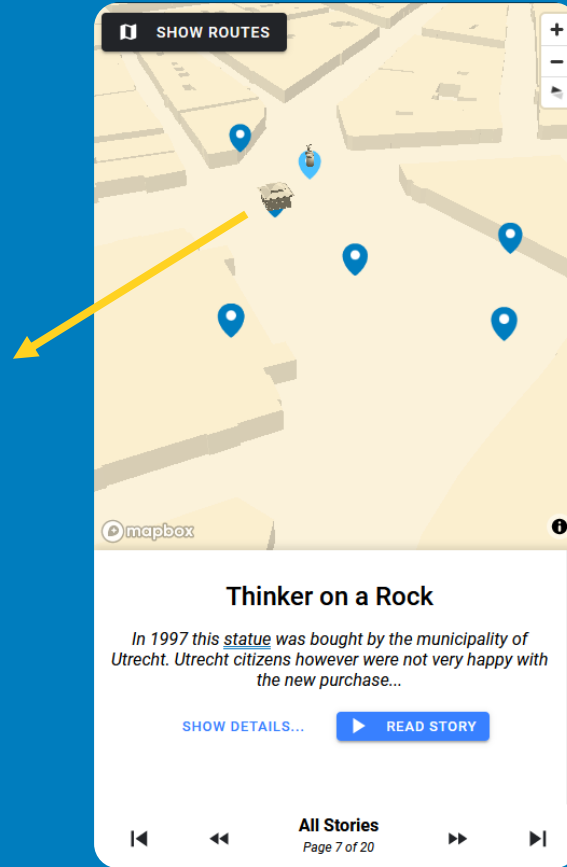 SHOW ROUTES
mapbox
Thinker on a Rock
In 1997 this statue was bought by the municipality of
Utrecht. Utrecht citizens however were not very happy with
the new purchase...
SHOW DETAILS...
READ STORY
All Stories
Page 7 of 20